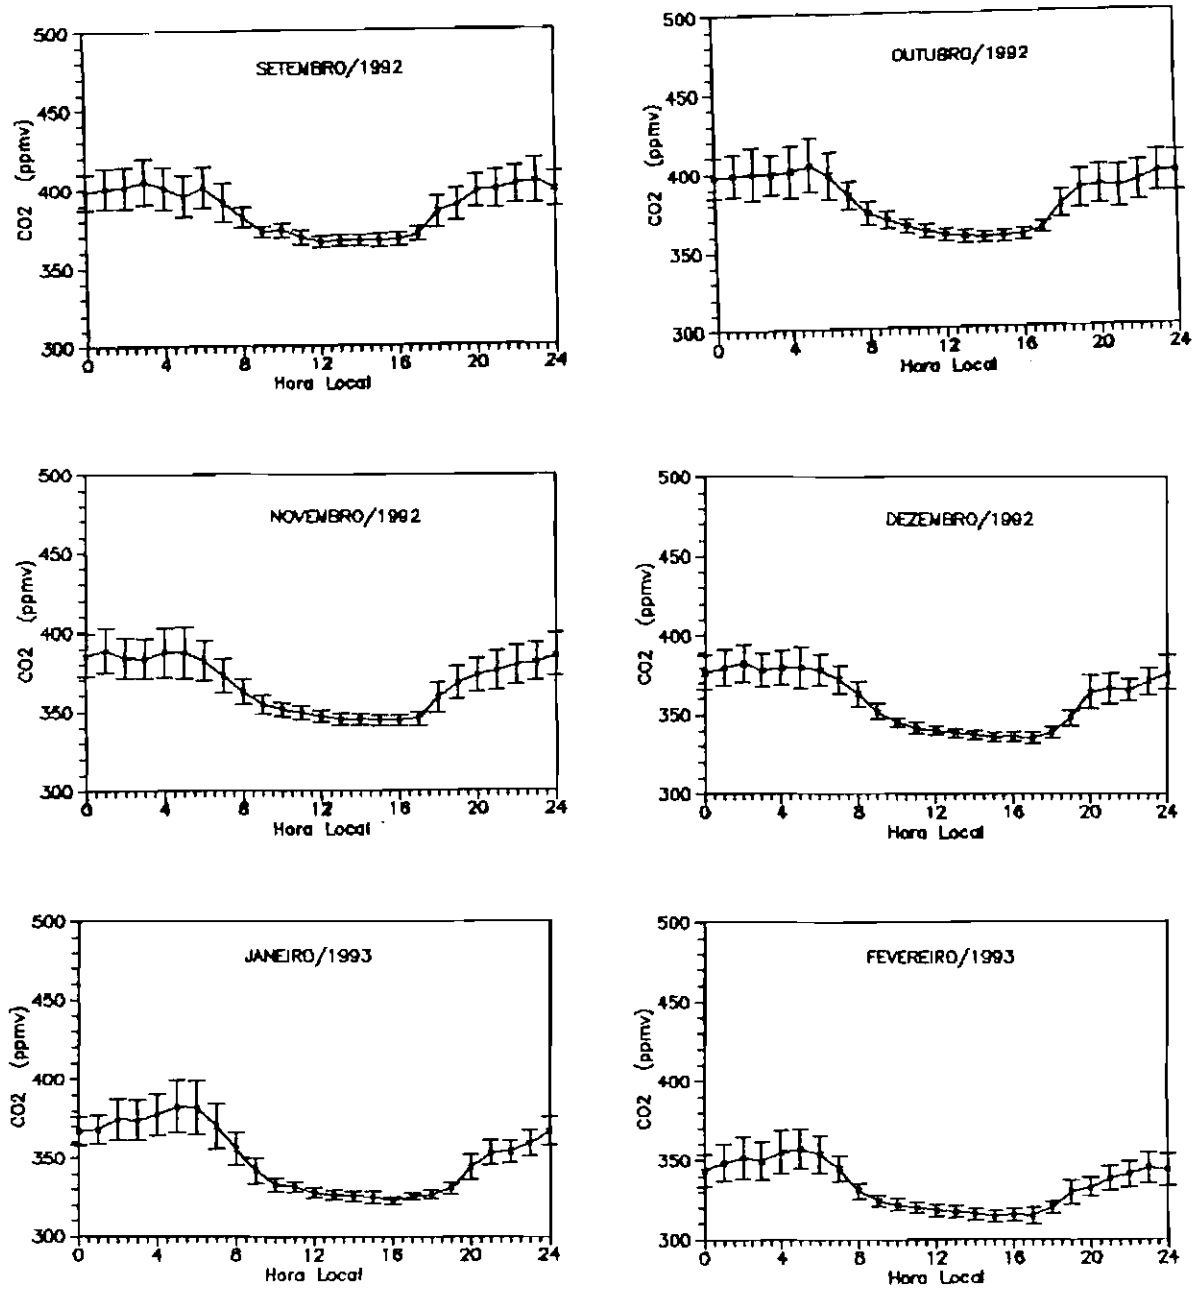 SETEMBRO/1992
500
450
400
350
300
CO2 (ppmv)
0 4 8 12 16 20 24
Hora Local
OUTUBRO/1992
500
450
400
350
300
CO2 (ppmv)
0 4 8 12 16 20 24
Hora Local
NOVEMBRO/1992
500
450
400
350
300
CO2 (ppmv)
0 4 8 12 16 20 24
Hora Local
DEZEMBRO/1992
500
450
400
350
300
CO2 (ppmv)
0 4 8 12 16 20 24
Hora Local
JANEIRO/1993
500
450
400
350
300
CO2 (ppmv)
0 4 8 12 16 20 24
Hora Local
FEVEREIRO/1993
500
450
400
350
300
CO2 (ppmv)
0 4 8 12 16 20 24
Hora Local